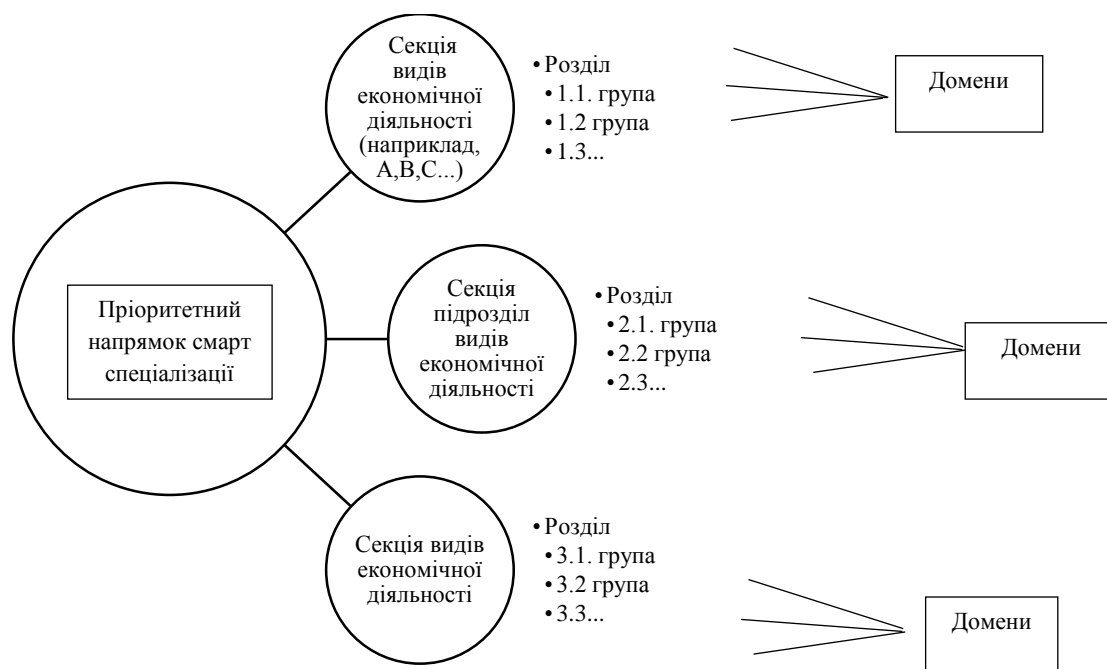 Секція
видів
економічної
діяльності
(наприклад,
А,В,С...)
• Розділ
• 1.1. група
• 1.2 група
• 1.3...
Домени
Пріоритетний
напрямок смарт
спеціалізації
Секція
підрозділ
видів
економічної
діяльності
• Розділ
• 2.1. група
• 2.2 група
• 2.3...
Домени
Секція видів
економічної
діяльності
• Розділ
• 3.1. група
• 3.2 група
• 3.3...
Домени